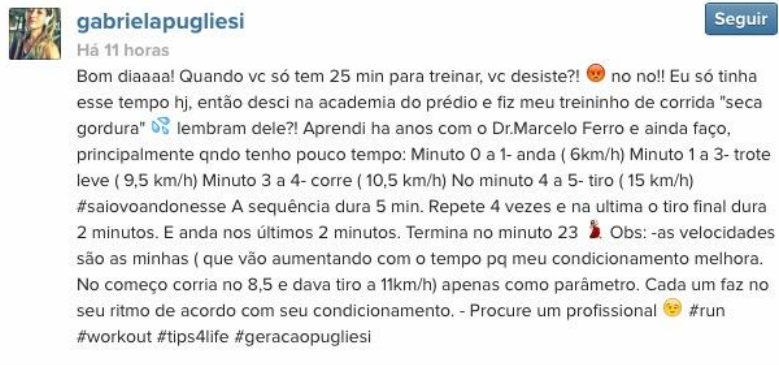 gabrielapugliesi
Seguir
Há 11 horas
Bom diaaaa! Quando vc só tem 25 min para treinar, vc desiste?! 😡 no no!! Eu só tinha
esse tempo hj, então desci na academia do prédio e fiz meu treininho de corrida "seca
gordura" 💦 lembram dele?! Aprendi ha anos com o Dr.Marcelo Ferro e ainda faço,
principalmente qndo tenho pouco tempo: Minuto 0 a 1- anda ( 6km/h) Minuto 1 a 3- trote
leve ( 9,5 km/h) Minuto 3 a 4- corre ( 10,5 km/h) No minuto 4 a 5- tiro ( 15 km/h)
#saiovoandonesse A sequência dura 5 min. Repete 4 vezes e na ultima o tiro final dura
2 minutos. E anda nos últimos 2 minutos. Termina no minuto 23 💃 Obs: -as velocidades
são as minhas ( que vão aumentando com o tempo pq meu condicionamento melhora.
No começo corria no 8,5 e dava tiro a 11km/h) apenas como parâmetro. Cada um faz no
seu ritmo de acordo com seu condicionamento. - Procure um profissional 😉 #run
#workout #tips4life #geracaopugliesi